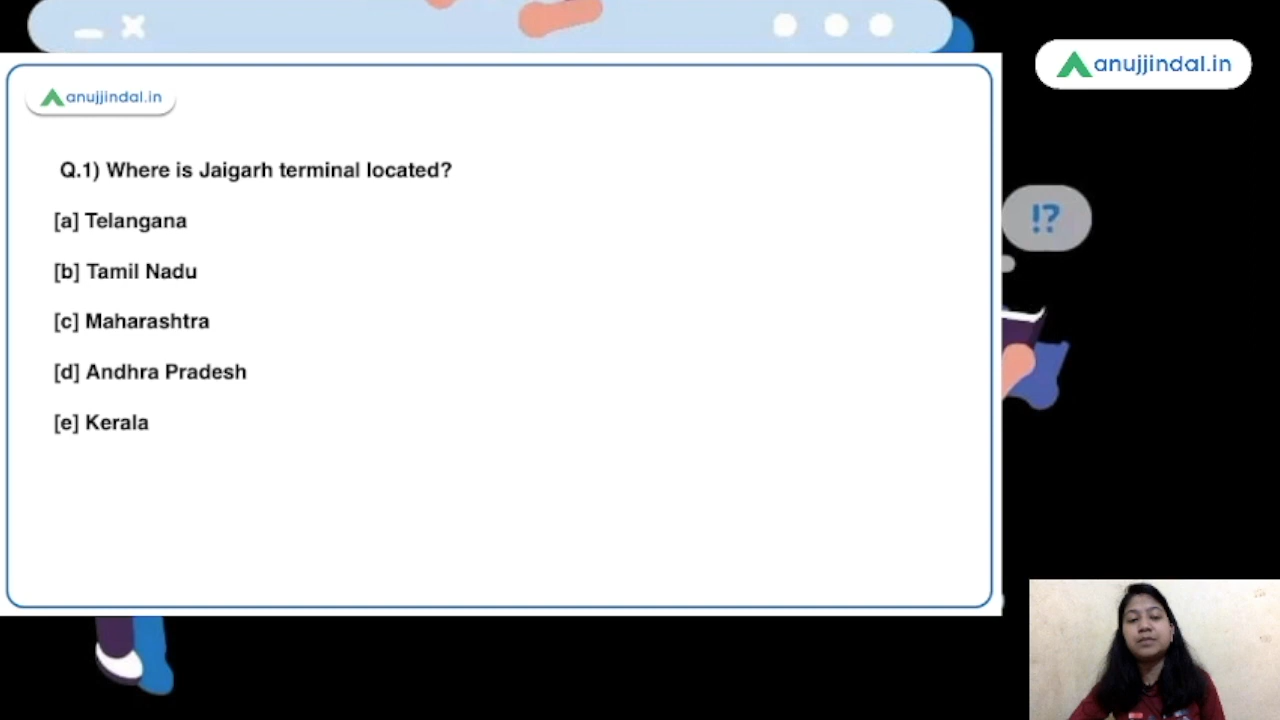 anujjindal.in
anujjindal.in
Q.1) Where is Jaigarh terminal located?
[a] Telangana
[b] Tamil Nadu
[c] Maharashtra
[d] Andhra Pradesh
[e] Kerala
!?